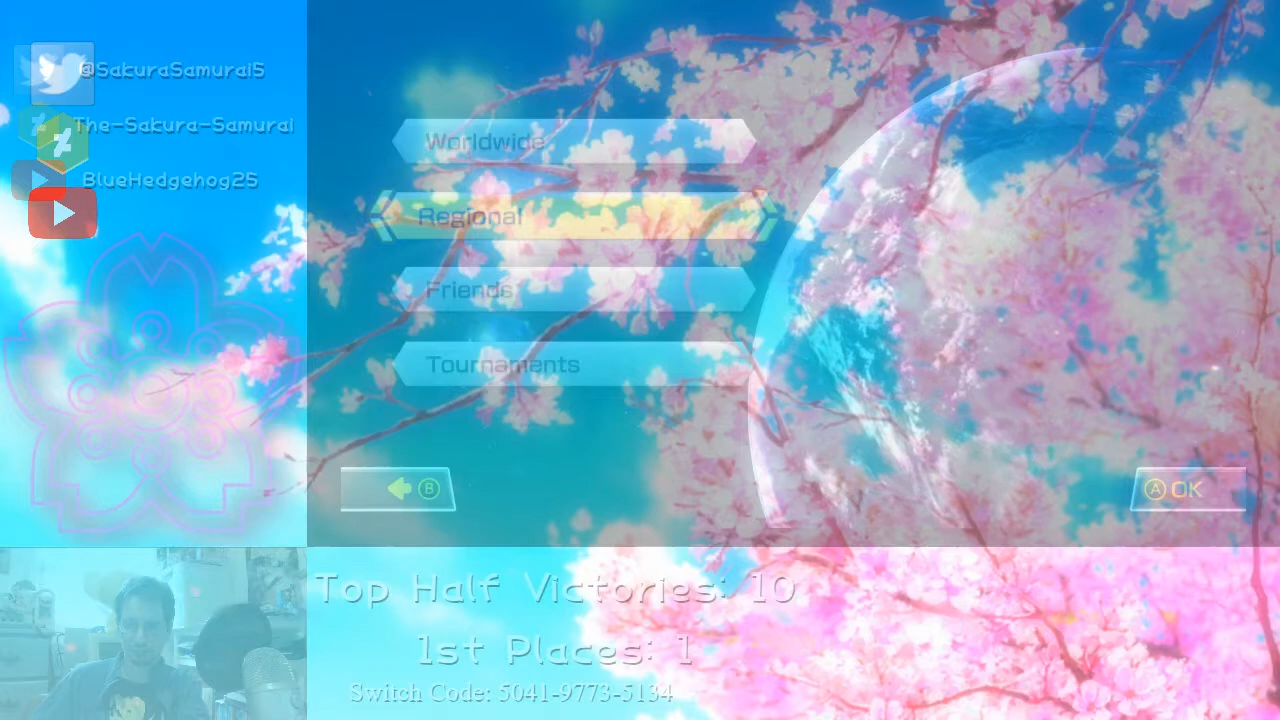 @SakuraSamurai5
The-Sakura-Samurai
BlueHedgehog25
Worldwide
Regional
Friends
Tournaments
B
A OK
Top Half Victories: 10
1st Places: 1
Switch Code: 5041-9773-5134